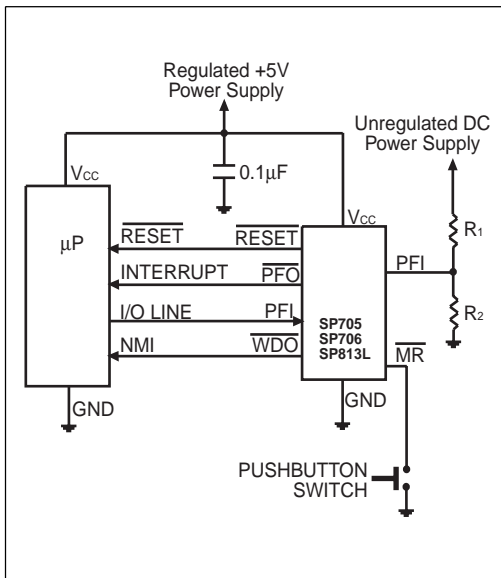 Regulated +5V
Power Supply
Unregulated DC
Power Supply
0.1μF
VCC
VCC
μP
RESET
RESET
R1
INTERRUPT
PFO
PFI
I/O LINE
PFI
SP705
SP706
SP813L
R2
NMI
WDO
MR
GND
GND
PUSHBUTTON
SWITCH